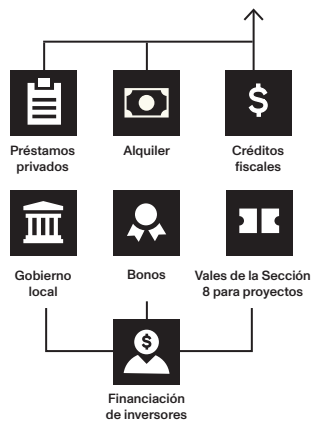 $
Préstamos
privados
Alquiler
Créditos
fiscales
Gobierno
local
Bonos
Vales de la Sección
8 para proyectos
$
Financiación
de inversores